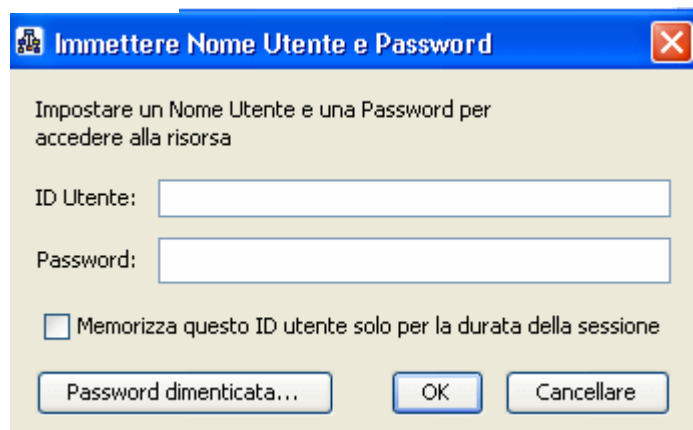 Immettere Nome Utente e Password
Impostare un Nome Utente e una Password per
accedere alla risorsa
ID Utente:
Password:
Memorizza questo ID utente solo per la durata della sessione
Password dimenticata...
OK
Cancellare